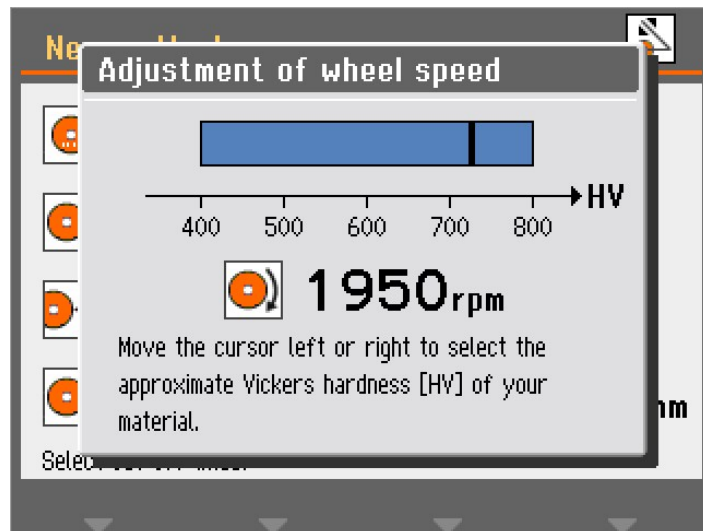 Adjustment of wheel speed
HV
400 500 600 700 800
1950rpm
Move the cursor left or right to select the
approximate Vickers hardness [HV] of your
material.